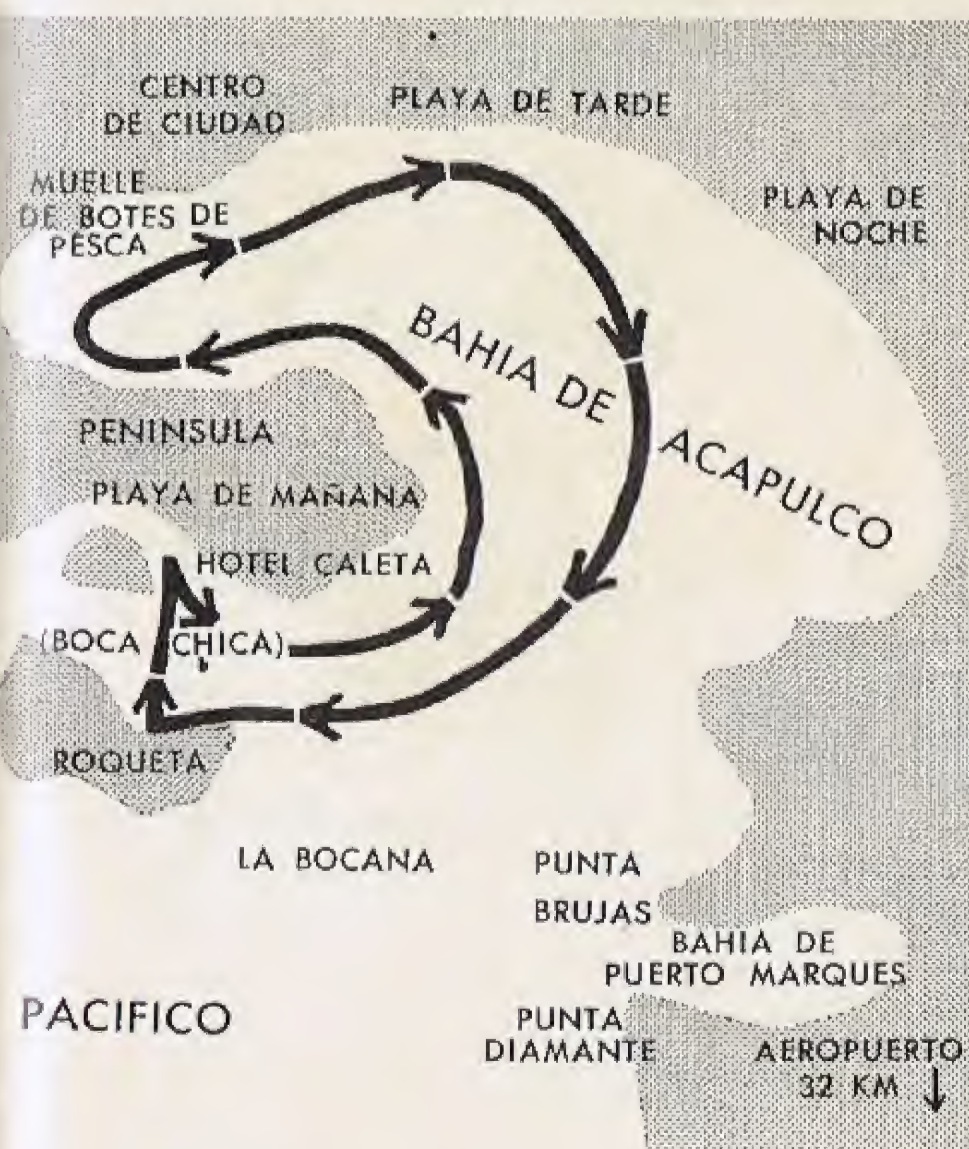 CENTRO
DE CIUDAD
PLAYA DE TARDE
MUELLE
DE BOTES DE
PESCA
PLAYA DE
NOCHE
BAHIA DE ACAPULCO
PENINSULA
PLAYA DE MAÑANA
HOTEL CALETA
(BOCA CHICA)
ROQUETA
LA BOCANA
PUNTA
BRUJAS
BAHIA DE
PUERTO MARQUES
PACIFICO
PUNTA
DIAMANTE
AEROPUERTO
32 KM